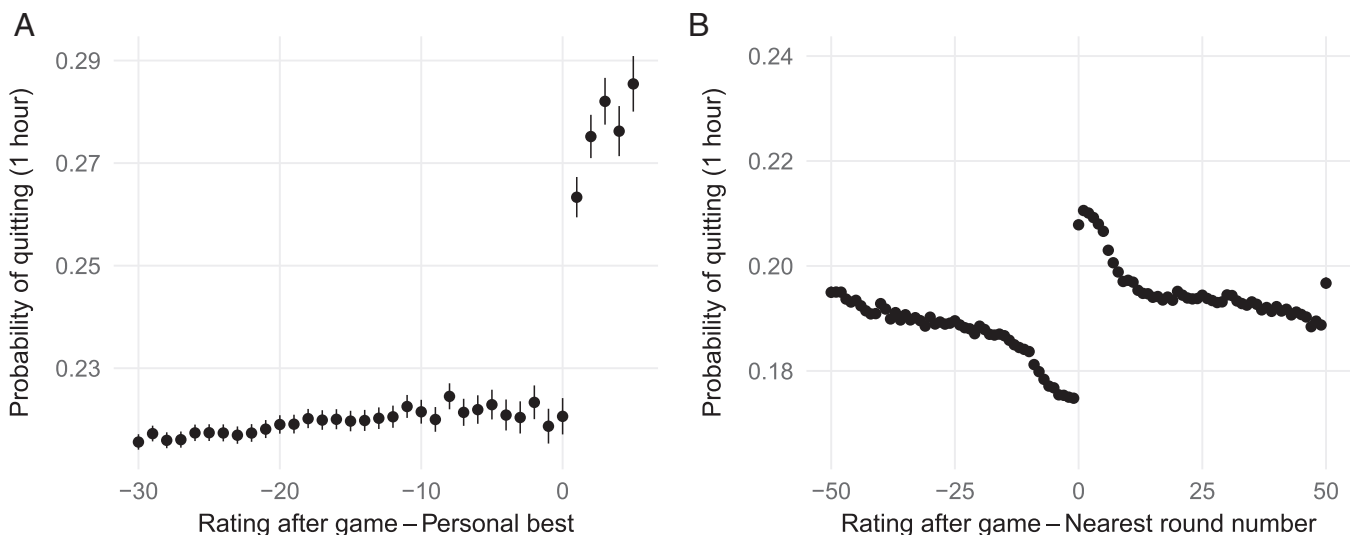 A
Probability of quitting (1 hour)
0.29
0.27
0.25
0.23
−30
−20
−10
0
Rating after game – Personal best
B
Probability of quitting (1 hour)
0.24
0.22
0.20
0.18
−50
−25
0
25
50
Rating after game – Nearest round number